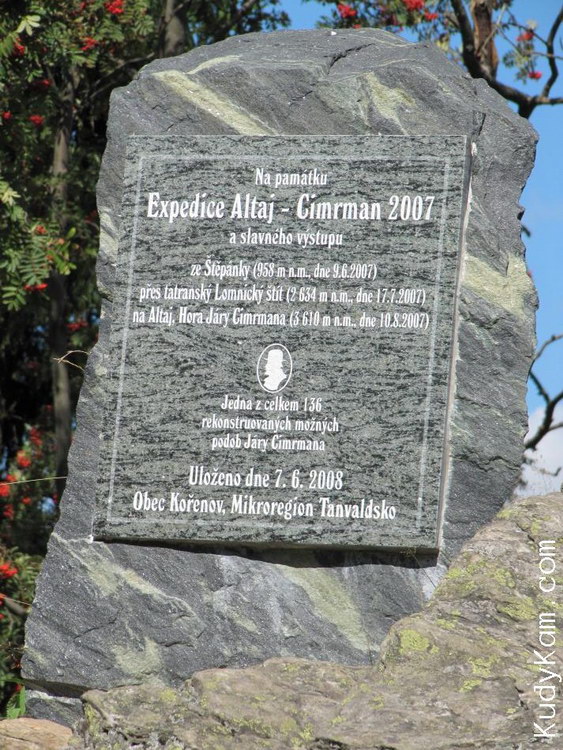 Na památku
Expedice Altaj - Cimrman 2007
a slavného výstupu
ze Štěpánky (958 m n.m., dne 9.6.2007)
přes tatranský Lomnický štít (2 634 m n.m., dne 17.7.2007)
na Altaj, Hora Járy Cimrmana (3 610 m n.m., dne 10.8.2007)
Jedna z celkem 136
rekonstruovaných možných
podob Járy Cimrmana
Uloženo dne 7. 6. 2008
Obec Kořenov, Mikroregion Tanvaldsko
KudyKam.com